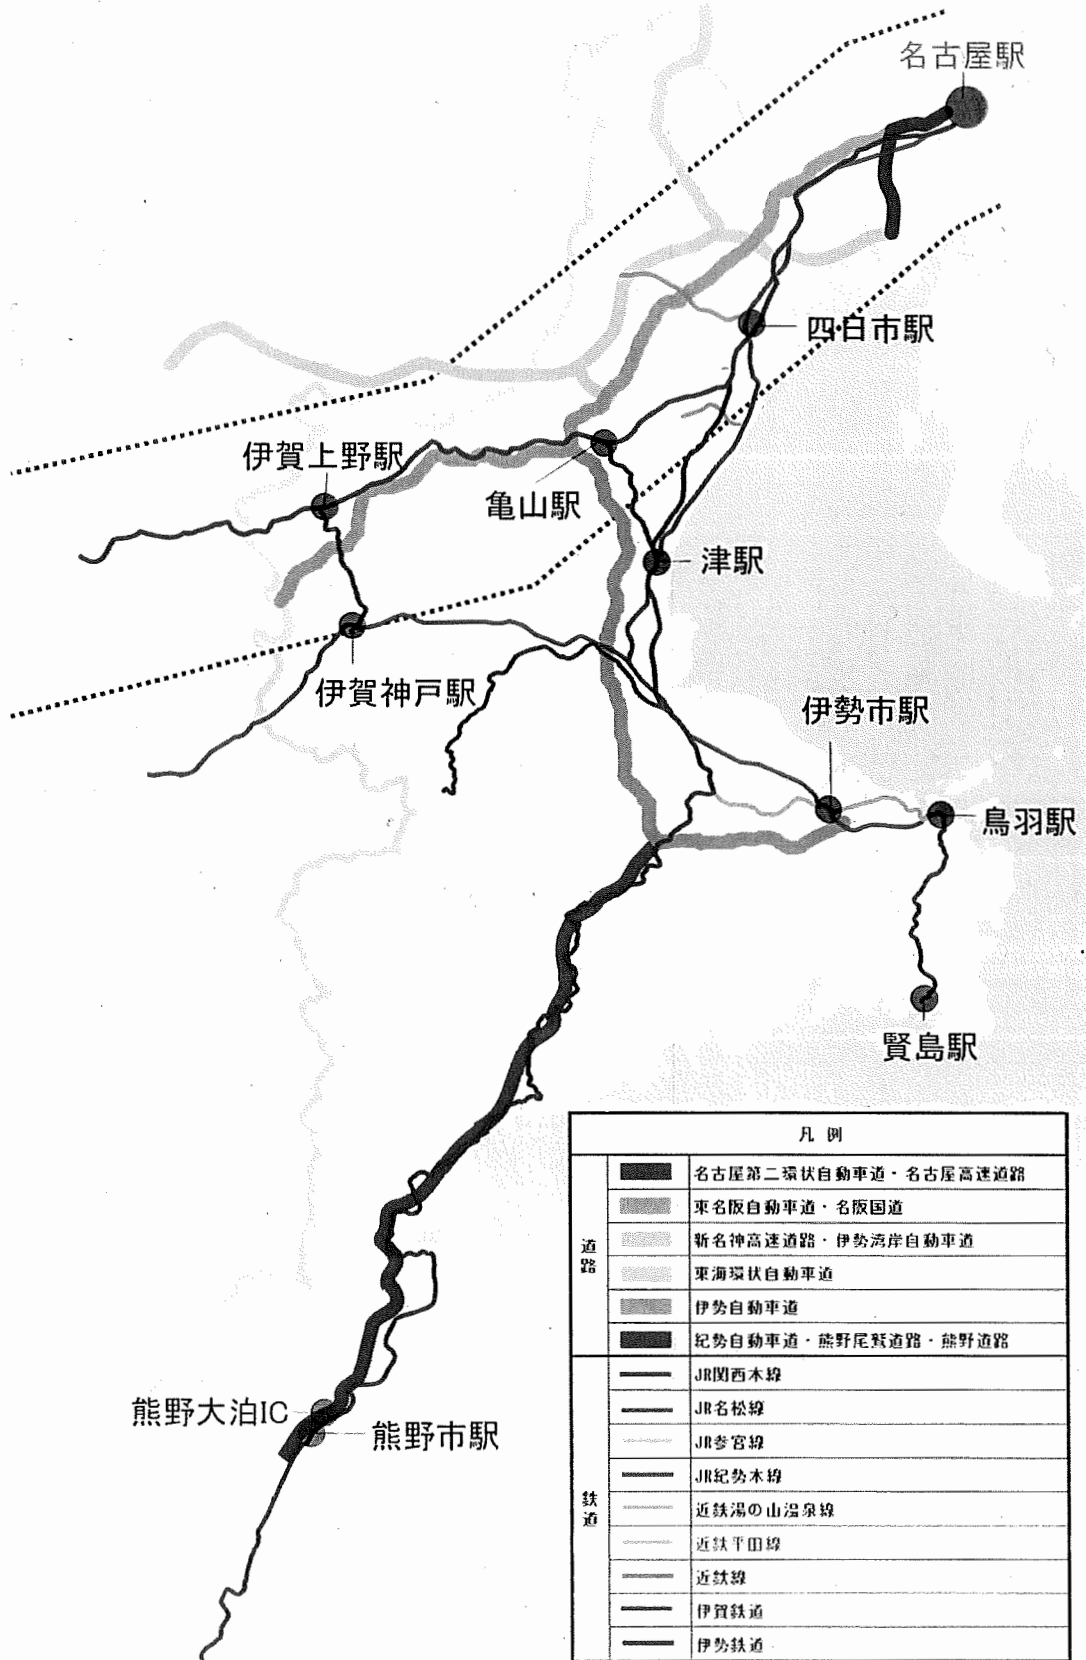 名古屋駅
四日市駅
伊賀上野駅
亀山駅
津駅
伊賀神戸駅
伊勢市駅
鳥羽駅
賢島駅
熊野大泊IC
熊野市駅
凡例
道路
名古屋第二環状自動車道・名古屋高速道路
東名阪自動車道・名阪国道
新名神高速道路・伊勢湾岸自動車道
東海環状自動車道
伊勢自動車道
紀勢自動車道・熊野尾鷲道路・熊野道路
鉄道
JR関西本線
JR名松線
JR参宮線
JR紀勢本線
近鉄湯の山温泉線
近鉄平田線
近鉄線
伊賀鉄道
伊勢鉄道